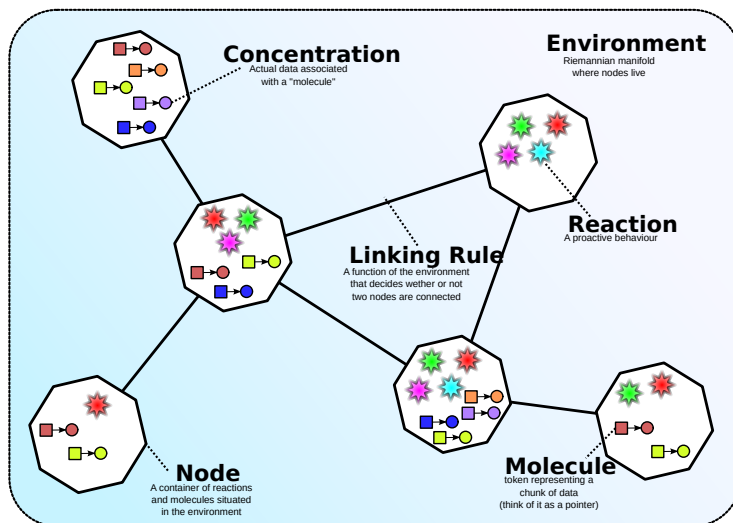 Concentration
Actual data associated
with a "molecule"
Environment
Riemannian manifold
where nodes live
Reaction
A proactive behaviour
Linking Rule
A function of the environment
that decides wether or not
two nodes are connected
Node
A container of reactions
and molecules situated
in the environment
Molecule
token representing a
chunk of data
(think of it as a pointer)